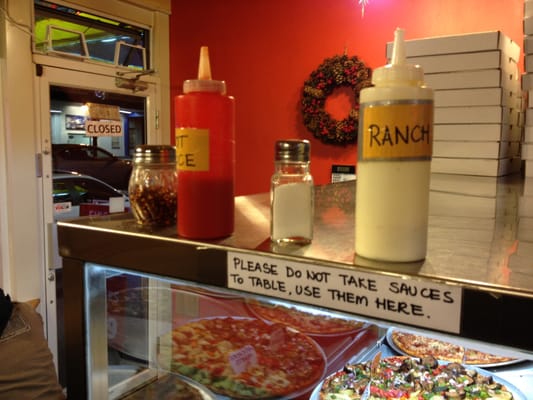 CLOSED
RANCH
PLEASE DO NOT TAKE SAUCES
TO TABLE, USE THEM HERE.